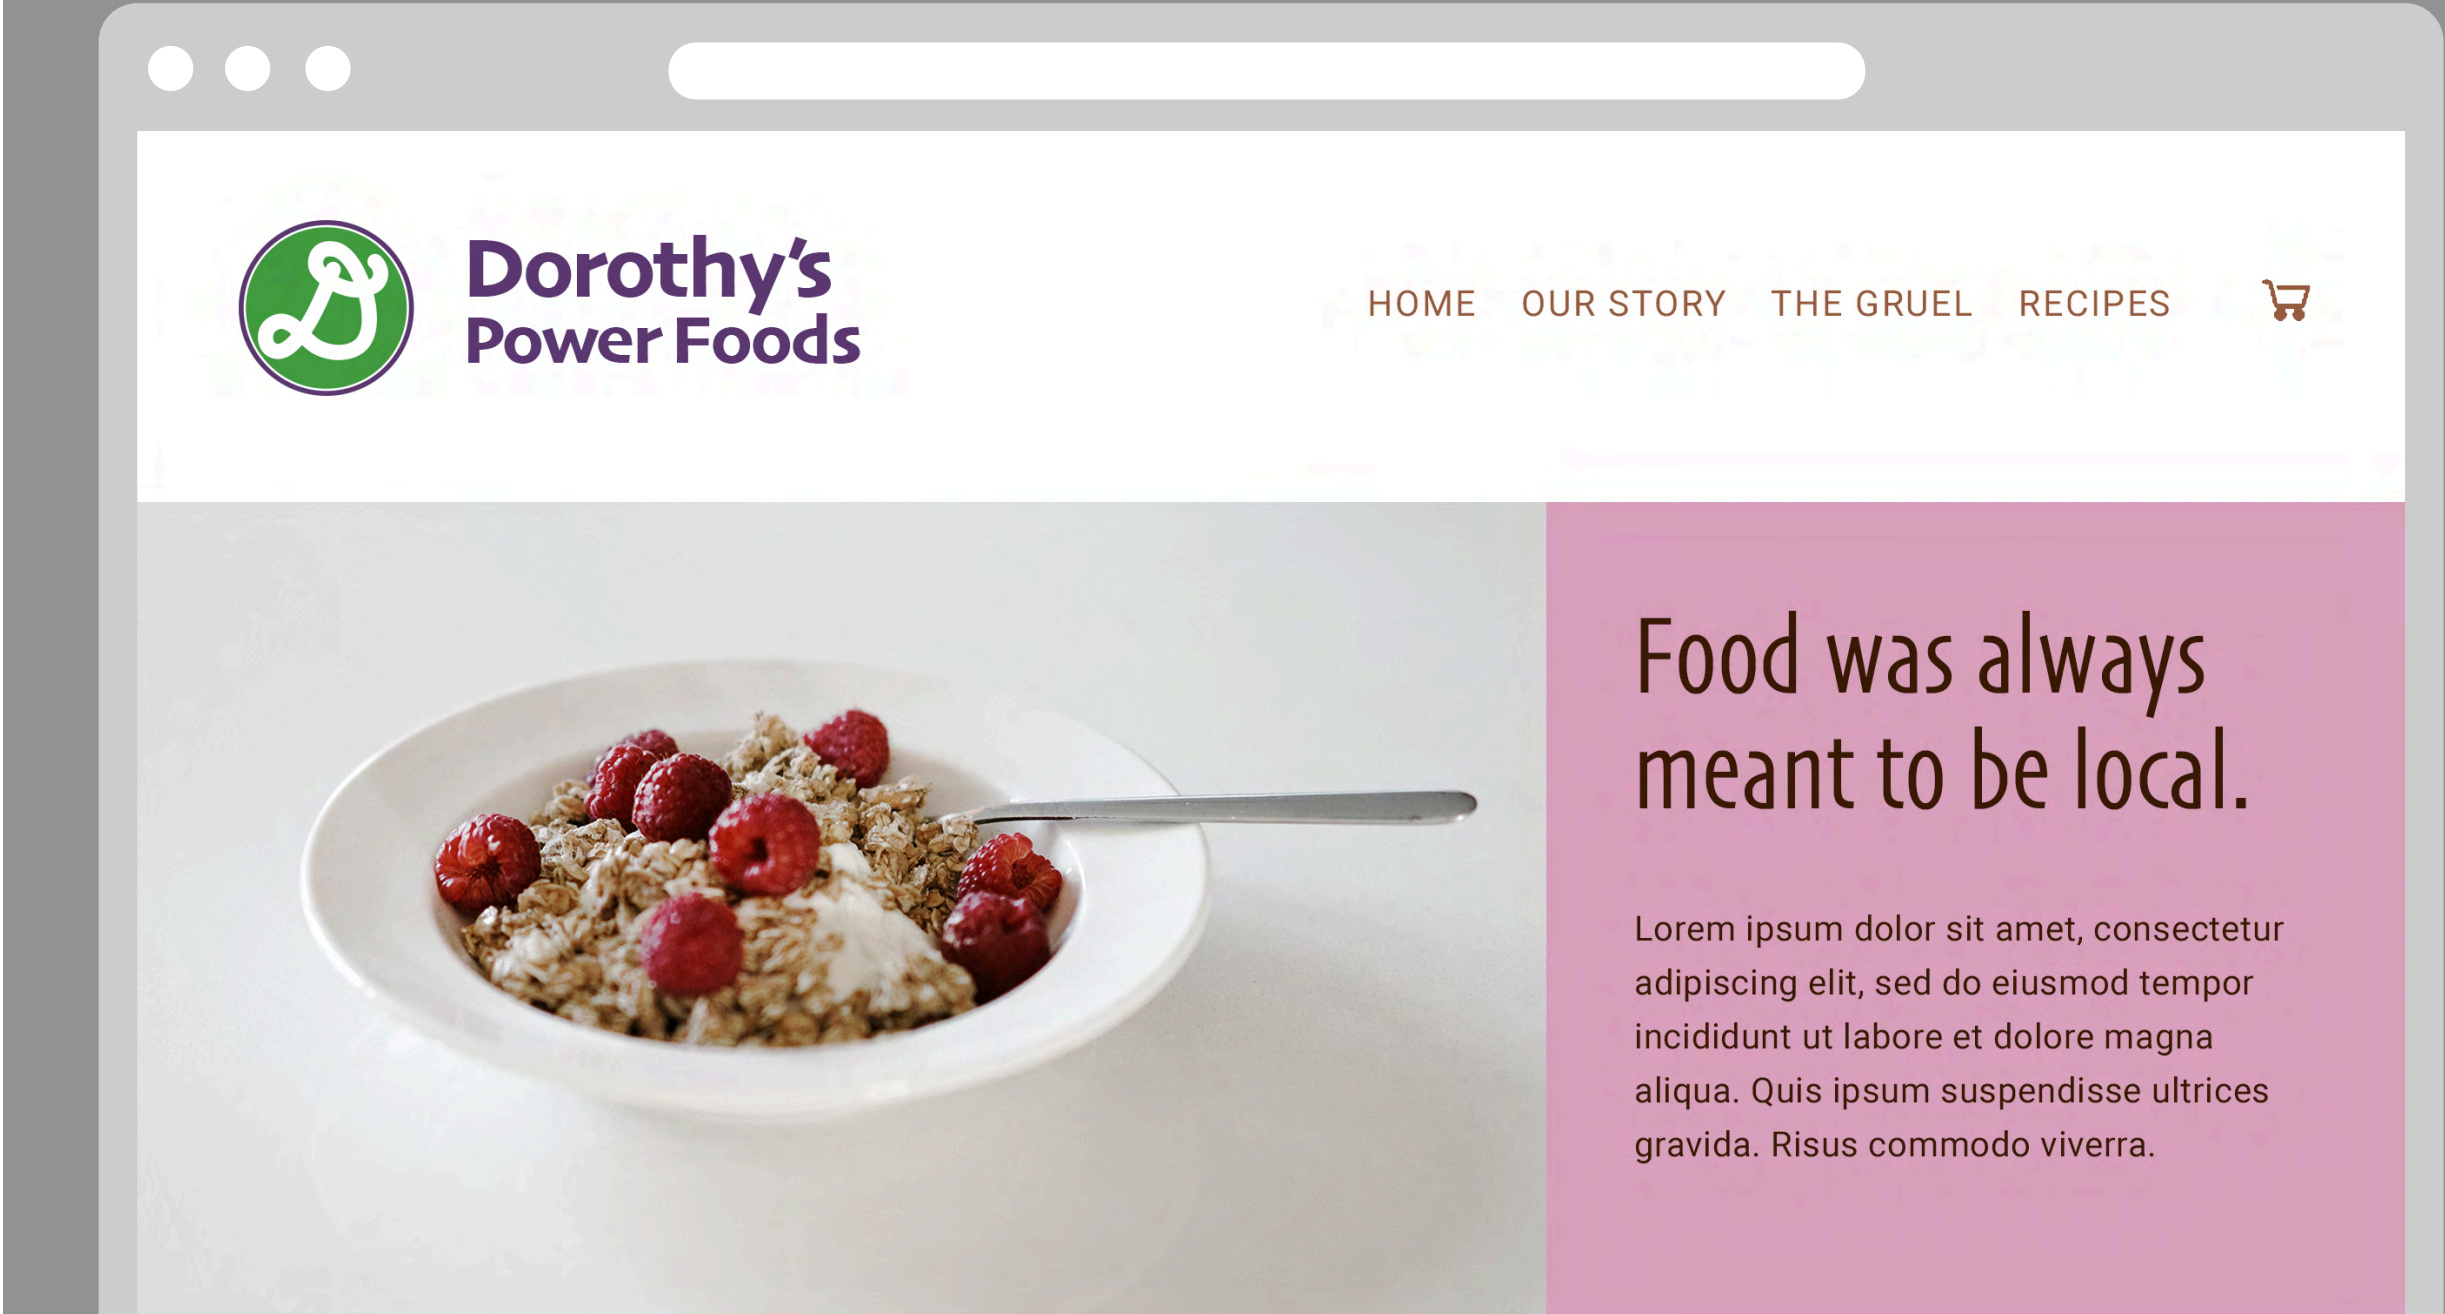 D
Dorothy's
Power Foods
HOME OUR STORY THE GRUEL RECIPES
Food was always
meant to be local.
Lorem ipsum dolor sit amet, consectetur
adipiscing elit, sed do eiusmod tempor
incididunt ut labore et dolore magna
aliqua. Quis ipsum suspendisse ultrices
gravida. Risus commodo viverra.